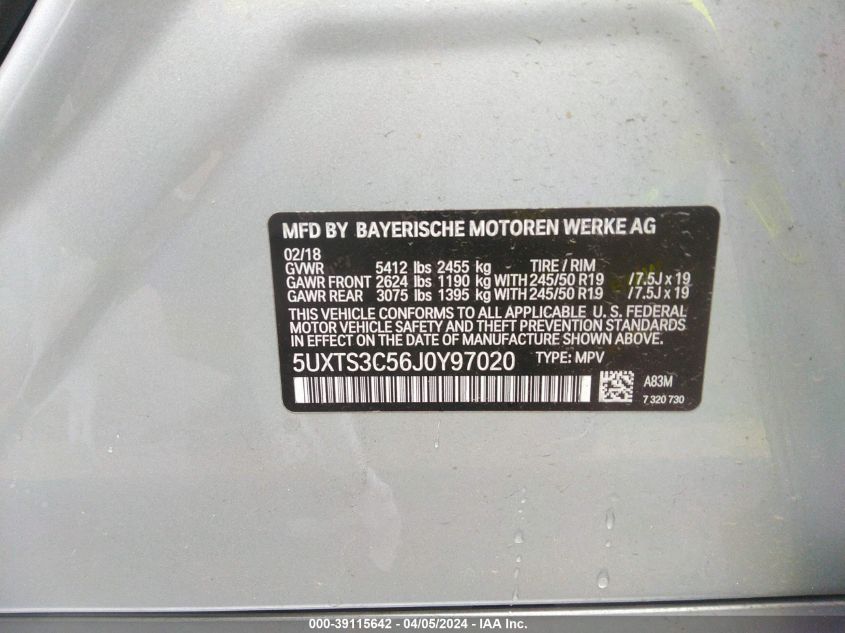 MFD BY BAYERISCHE MOTOREN WERKE AG
02/18
GVWR 5412 lbs 2455 kg TIRE / RIM
GAWR FRONT 2624 lbs 1190 kg WITH 245/50 R19 /7.5J x 19
GAWR REAR 3075 lbs 1395 kg WITH 245/50 R19 /7.5J x 19
THIS VEHICLE CONFORMS TO ALL APPLICABLE U. S. FEDERAL
MOTOR VEHICLE SAFETY AND THEFT PREVENTION STANDARDS
IN EFFECT ON THE DATE OF MANUFACTURE SHOWN ABOVE.
5UXTS3C56J0Y97020 TYPE: MPV
A83M
7 320 730
000-39115642 - 04/05/2024 - IAA Inc.